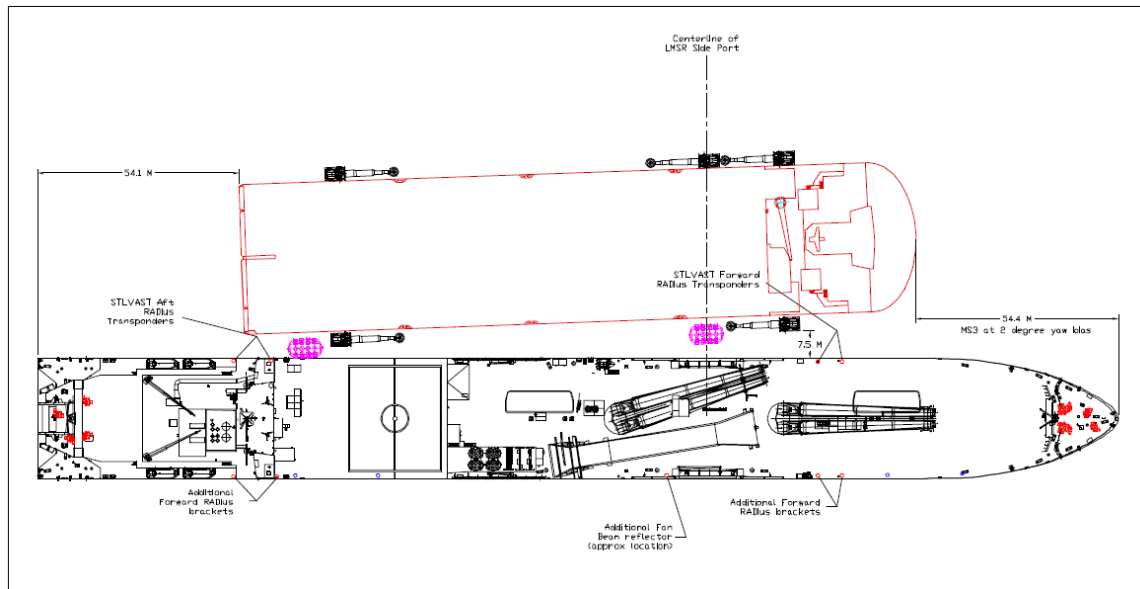 Centerline of
LMSR Side Port
54.1 M
STLVAST Forward
RADius Transponders
STLVAST Aft
RADius
Transponders
54.4 M
MS3 at 2 degree yaw bias
7.5 M
Additional
Forward RADius
brackets
Additional Forward
RADius brackets
Additional Fan
Beam reflector
(approx location)